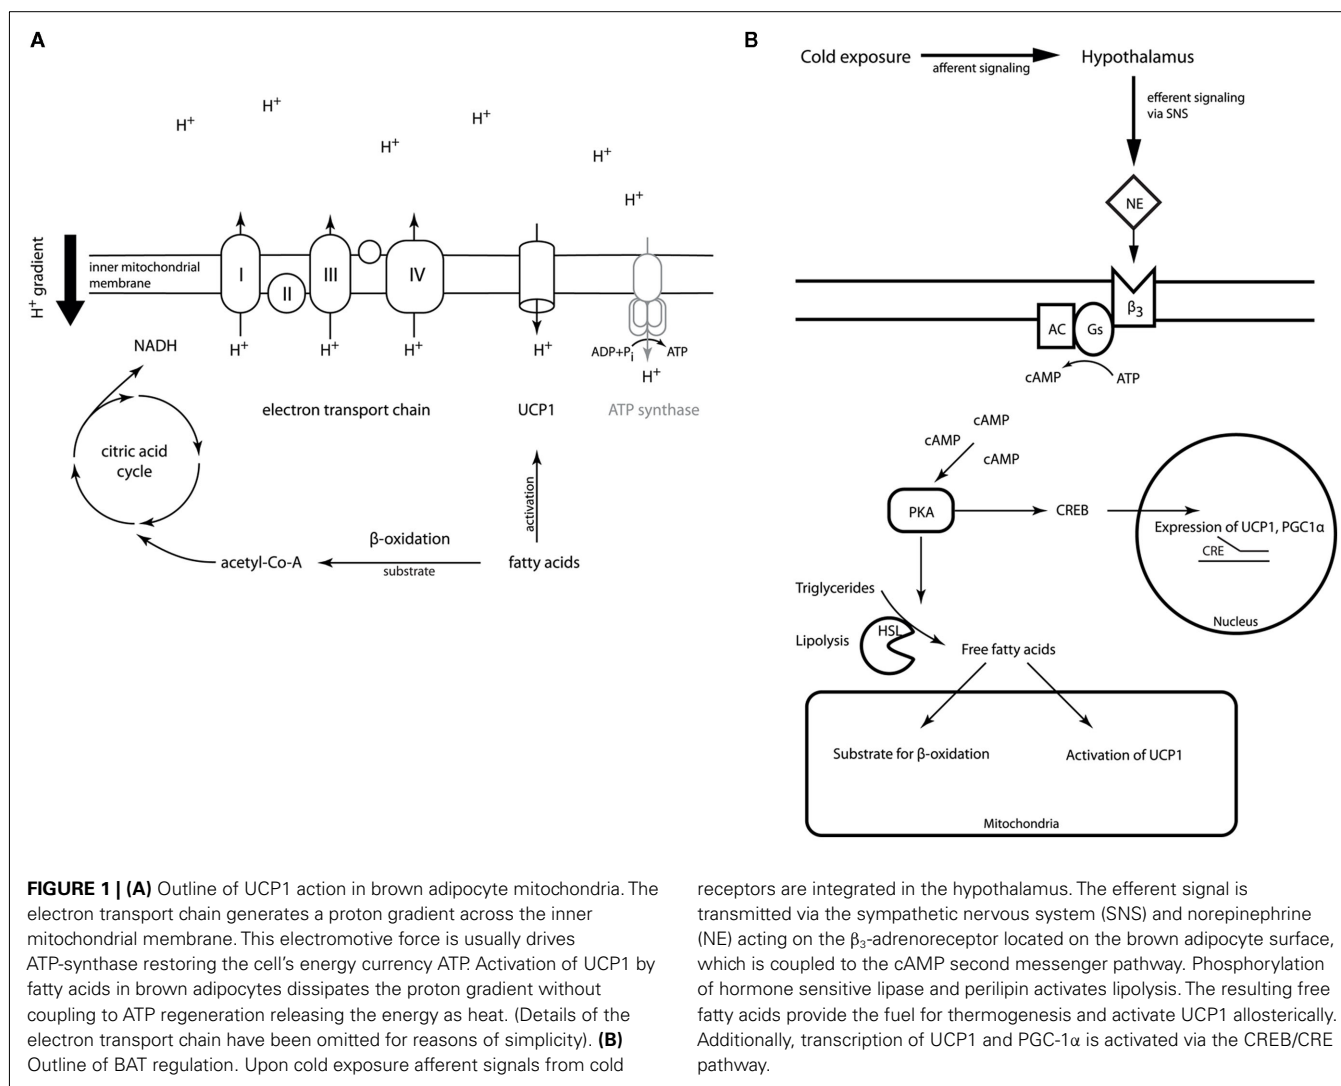 A
H+
H+
H+
H+
H+
H+
H+ gradient
inner mitochondrial
membrane
I
II
III
IV
H+
H+
H+
H+
ADP+Pi
ATP
H+
NADH
electron transport chain
UCP1
ATP synthase
citric acid
cycle
activation
β-oxidation
acetyl-Co-A
substrate
fatty acids
B
Cold exposure
afferent signaling
Hypothalamus
efferent signaling
via SNS
NE
β3
AC
Gs
cAMP
ATP
cAMP
cAMP
cAMP
PKA
CREB
Expression of UCP1, PGC1α
CRE
Nucleus
Triglycerides
HSL
Lipolysis
Free fatty acids
Substrate for β-oxidation
Activation of UCP1
Mitochondria
FIGURE 1 | (A) Outline of UCP1 action in brown adipocyte mitochondria. The
electron transport chain generates a proton gradient across the inner
mitochondrial membrane. This electromotive force is usually drives
ATP-synthase restoring the cell's energy currency ATP. Activation of UCP1 by
fatty acids in brown adipocytes dissipates the proton gradient without
coupling to ATP regeneration releasing the energy as heat. (Details of the
electron transport chain have been omitted for reasons of simplicity). (B)
Outline of BAT regulation. Upon cold exposure afferent signals from cold
receptors are integrated in the hypothalamus. The efferent signal is
transmitted via the sympathetic nervous system (SNS) and norepinephrine
(NE) acting on the β3-adrenoreceptor located on the brown adipocyte surface,
which is coupled to the cAMP second messenger pathway. Phosphorylation
of hormone sensitive lipase and perilipin activates lipolysis. The resulting free
fatty acids provide the fuel for thermogenesis and activate UCP1 allosterically.
Additionally, transcription of UCP1 and PGC-1α is activated via the CREB/CRE
pathway.